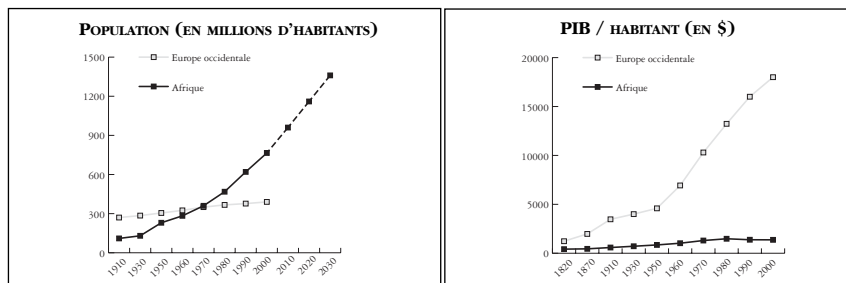 POPULATION (EN MILLIONS D'HABITANTS)
1500
1200
900
600
300
0
Europe occidentale
Afrique
1910 1930 1950 1960 1970 1980 1990 2000 2010 2020 2030
PIB / HABITANT (EN $)
20000
15000
10000
5000
0
Europe occidentale
Afrique
1820 1870 1910 1930 1950 1960 1970 1980 1990 2000